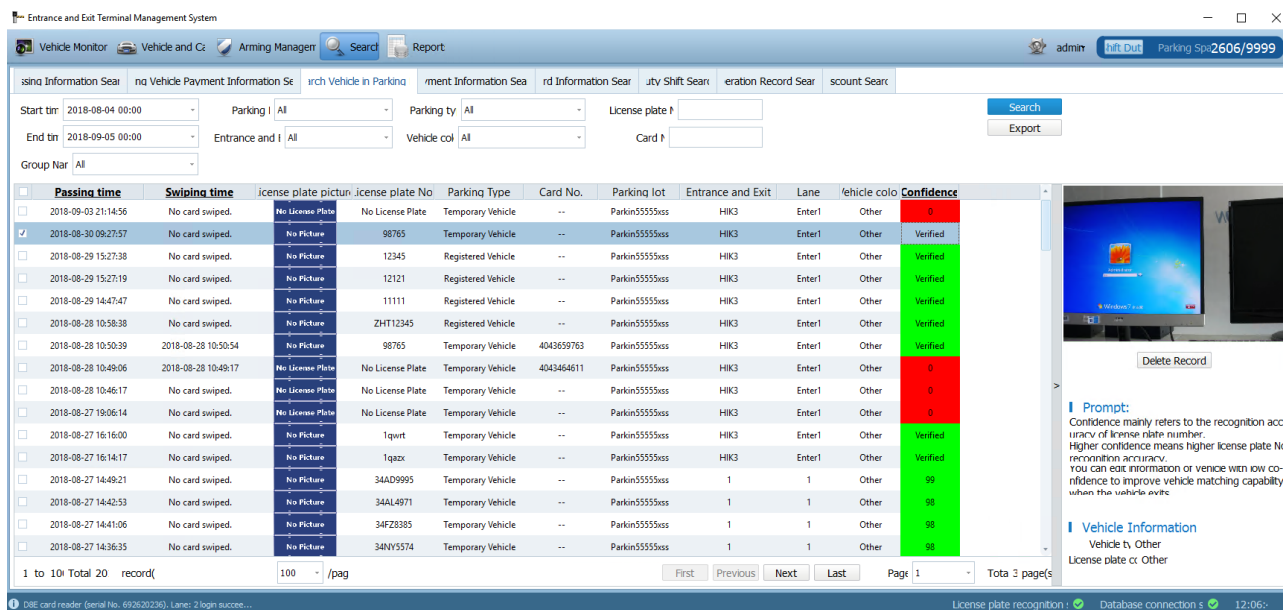 Entrance and Exit Terminal Management System
Vehicle Monitor Vehicle and Ca Arming Managem Search Report admin hift Dut Parking Spa 2606/9999
ssing Information Sear ng Vehicle Payment Information Se arch Vehicle in Parking yment Information Sea rd Information Sear uty Shift Searc eration Record Sear scount Searc
Start tim 2018-08-04 00:00 Parking l All Parking ty All License plate N Search
End tim 2018-09-05 00:00 Entrance and E All Vehicle col All Card N Export
Group Nar All
Passing time Swiping time icense plate picture icense plate No Parking Type Card No. Parking lot Entrance and Exit Lane Vehicle colo Confidence
2018-09-03 21:14:56 No card swiped. No License Plate No License Plate Temporary Vehicle -- Parkin55555xss HIK3 Enter1 Other 0
2018-08-30 09:27:57 No card swiped. No Picture 98765 Temporary Vehicle -- Parkin55555xss HIK3 Enter1 Other Verified
2018-08-29 15:27:38 No card swiped. No Picture 12345 Registered Vehicle -- Parkin55555xss HIK3 Enter1 Other Verified
2018-08-29 15:27:19 No card swiped. No Picture 12121 Registered Vehicle -- Parkin55555xss HIK3 Enter1 Other Verified
2018-08-29 14:47:47 No card swiped. No Picture 11111 Registered Vehicle -- Parkin55555xss HIK3 Enter1 Other Verified
2018-08-28 10:58:38 No card swiped. No Picture ZHT12345 Registered Vehicle -- Parkin55555xss HIK3 Enter1 Other Verified
2018-08-28 10:50:39 2018-08-28 10:50:54 No Picture 98765 Temporary Vehicle 4043659763 Parkin55555xss HIK3 Enter1 Other Verified
2018-08-28 10:49:06 2018-08-28 10:49:17 No License Plate No License Plate Temporary Vehicle 4043464611 Parkin55555xss HIK3 Enter1 Other 0
2018-08-28 10:46:17 No card swiped. No License Plate No License Plate Temporary Vehicle -- Parkin55555xss HIK3 Enter1 Other 0
2018-08-27 19:06:14 No card swiped. No License Plate No License Plate Temporary Vehicle -- Parkin55555xss HIK3 Enter1 Other 0
2018-08-27 16:16:00 No card swiped. No Picture 1qwrt Temporary Vehicle -- Parkin55555xss HIK3 Enter1 Other Verified
2018-08-27 16:14:17 No card swiped. No Picture 1qazx Temporary Vehicle -- Parkin55555xss HIK3 Enter1 Other Verified
2018-08-27 14:49:21 No card swiped. No Picture 34AD9995 Temporary Vehicle -- Parkin55555xss 1 1 Other 99
2018-08-27 14:42:53 No card swiped. No Picture 34AL4971 Temporary Vehicle -- Parkin55555xss 1 1 Other 98
2018-08-27 14:41:06 No card swiped. No Picture 34FZ8385 Temporary Vehicle -- Parkin55555xss 1 1 Other 98
2018-08-27 14:36:35 No card swiped. No Picture 34NY5574 Temporary Vehicle -- Parkin55555xss 1 1 Other 98
1 to 10 Total 20 record( 100 /pag First Previous Next Last Page 1 Tota 3 page(s
Windows 7
Delete Record
>
Prompt:
Confidence mainly refers to the recognition acc
uracy of license plate number.
Higher confidence means higher license plate No
recognition accuracy.
You can edit information of vehicle with low co-
nfidence to improve vehicle matching capability
when the vehicle exits.
Vehicle Information
Vehicle ty Other
License plate cc Other
D8E card reader (serial No. 692620236). Lane: 2 login succee... License plate recognition : Database connection s 12:06: